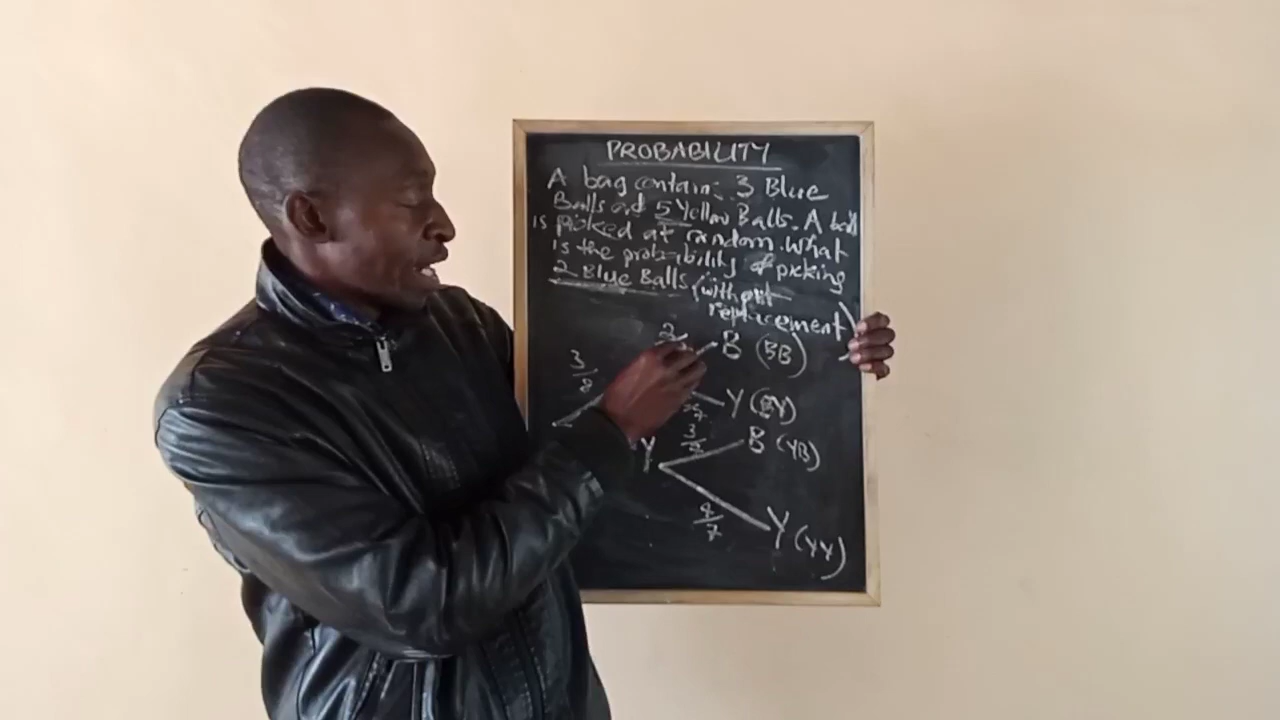 PROBABILITY
A bag contains 3 Blue
Balls and 5 Yellow Balls. A ball
is picked at random. What
is the probability of picking
2 Blue Balls (without
replacement)
2
B (BB)
3/8
Y (BY)
3/7
B (YB)
Y
4/7
Y (YY)